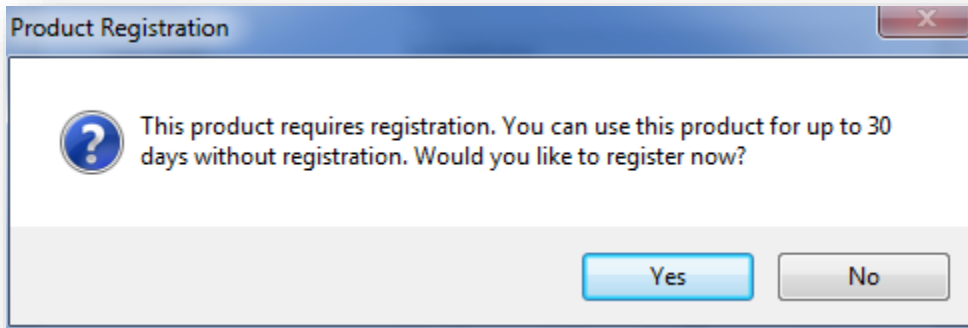 Product Registration
This product requires registration. You can use this product for up to 30
days without registration. Would you like to register now?
Yes
No